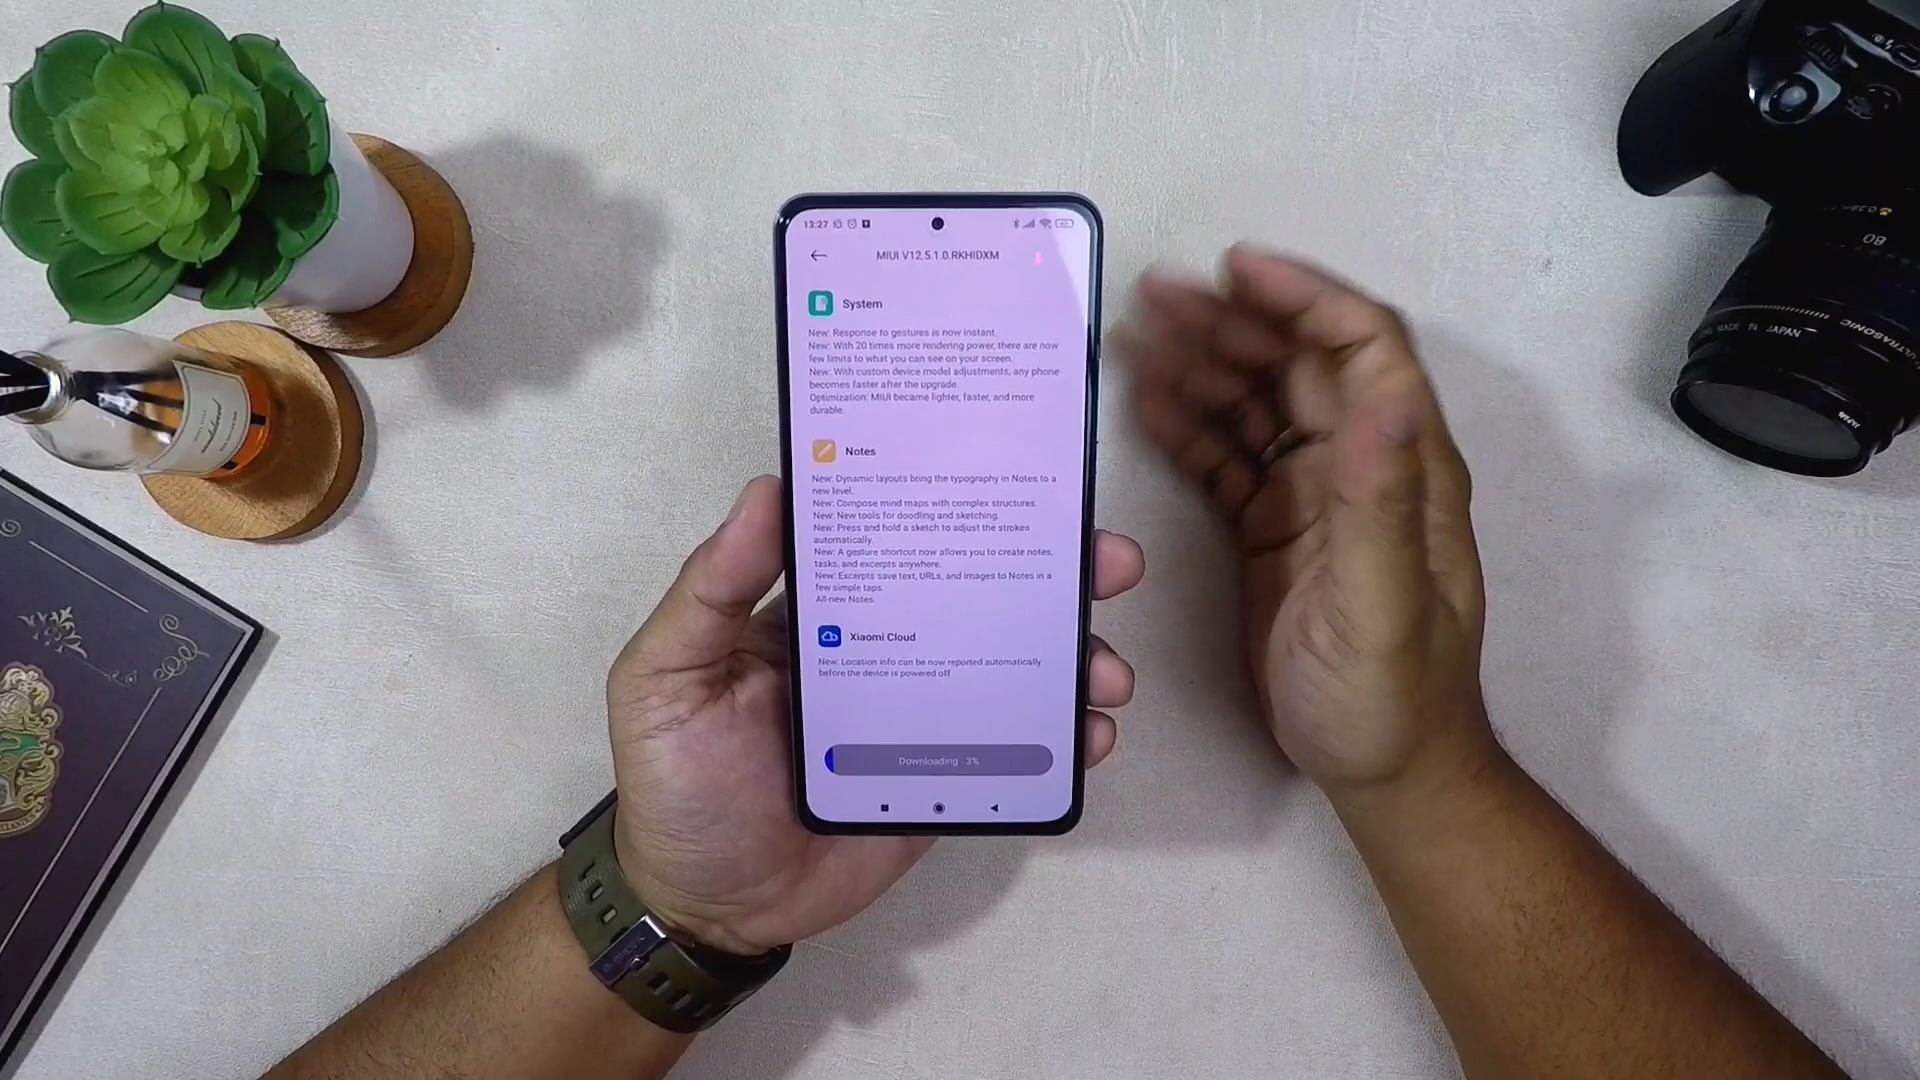 13:27
MIUI V12.5.1.0.RKHIDXM
System
New: Response to gestures is now instant.
New: With 20 times more rendering power, there are now
few limits to what you can see on your screen.
New: With custom device model adjustments, any phone
becomes faster after the upgrade.
Optimization: MIUI became lighter, faster, and more
durable.
Notes
New: Dynamic layouts bring the typography in Notes to a
new level.
New: Compose mind maps with complex structures.
New: New tools for doodling and sketching.
New: Press and hold a sketch to adjust the strokes
automatically.
New: A gesture shortcut now allows you to create notes,
tasks, and excerpts anywhere.
New: Excerpts save text, URLs, and images to Notes in a
few simple taps.
All-new Notes.
Xiaomi Cloud
New: Location info can be now reported automatically
before the device is powered off
Downloading 3%
80
MADE IN JAPAN
ULTRASONIC
JAPAN